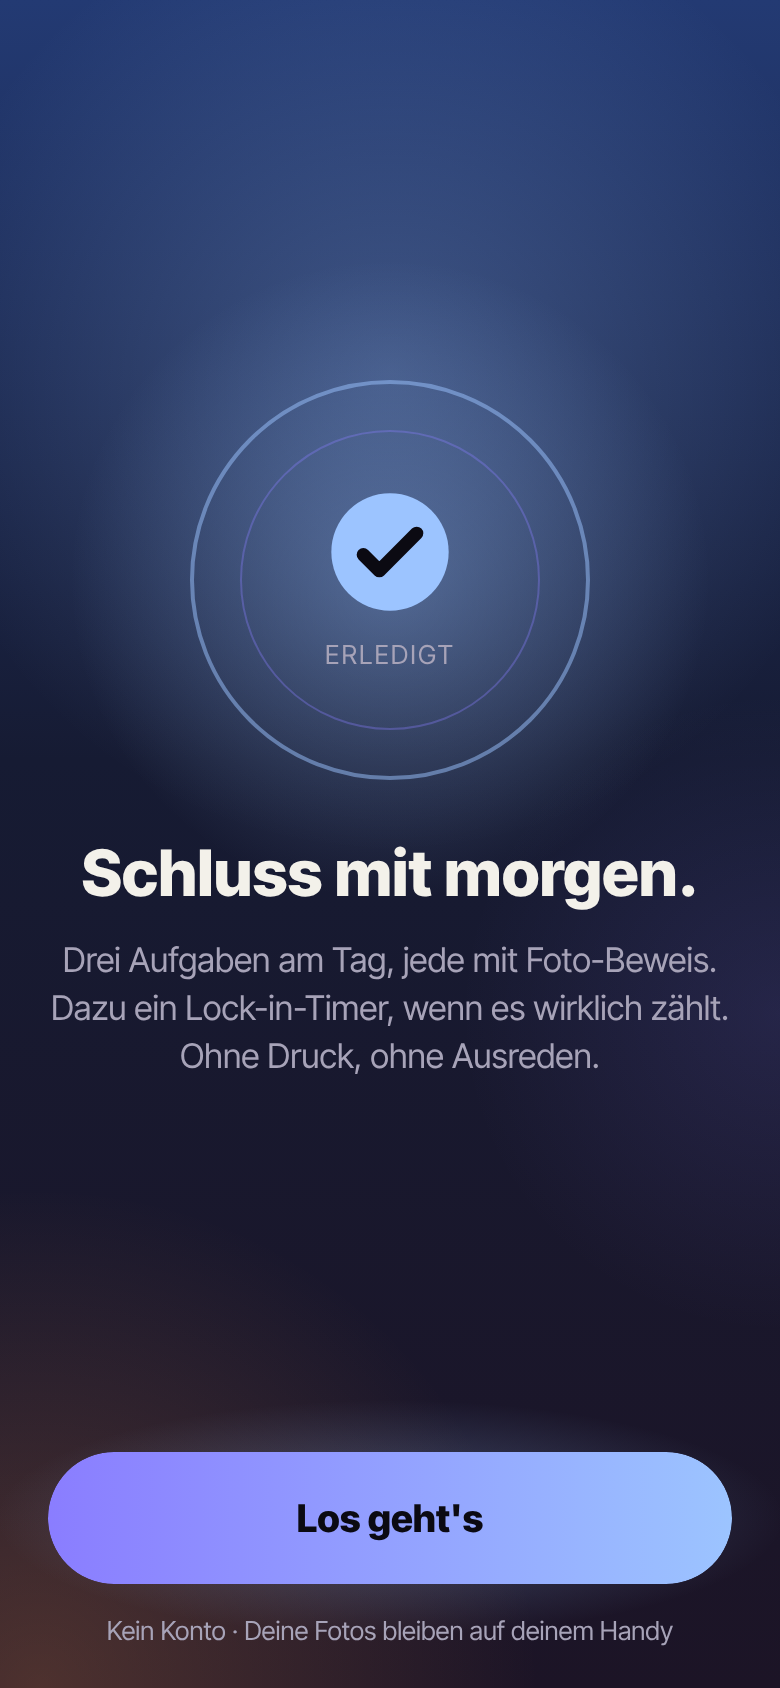 ERLEDIGT
Schluss mit morgen.
Drei Aufgaben am Tag, jede mit Foto-Beweis.
Dazu ein Lock-in-Timer, wenn es wirklich zählt.
Ohne Druck, ohne Ausreden.
Los geht's
Kein Konto · Deine Fotos bleiben auf deinem Handy